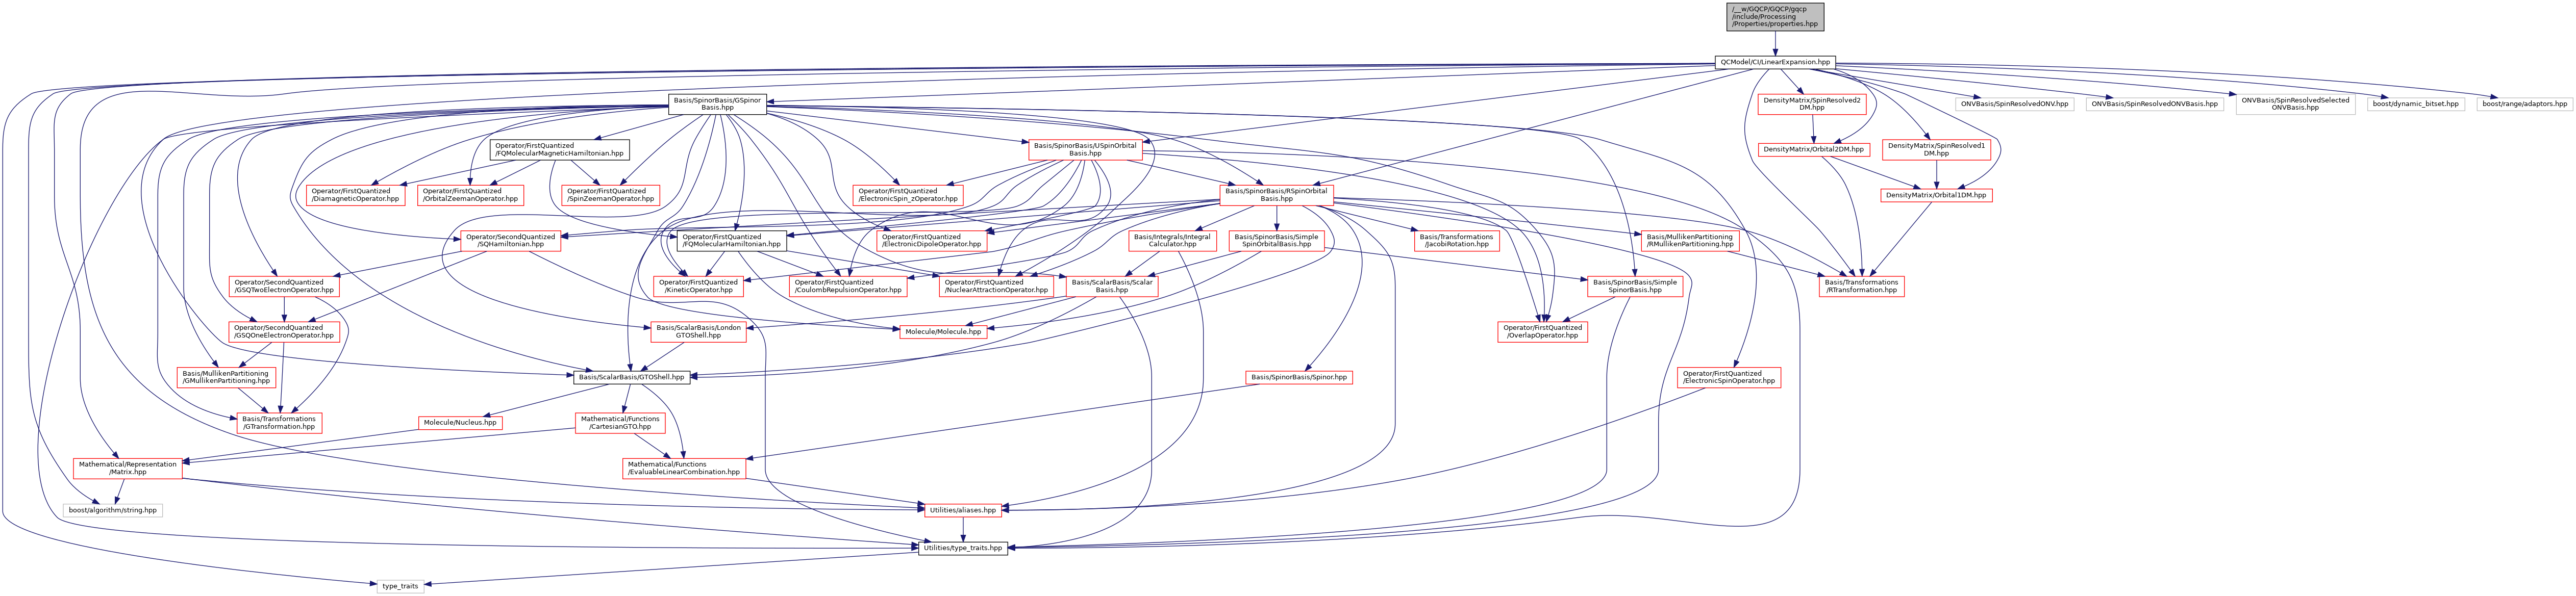 /__w/GQCP/GQCP/gqcp
/include/Processing
/Properties/properties.hpp
QCModel/CI/LinearExpansion.hpp
Basis/SpinorBasis/GSpinor
Basis.hpp
DensityMatrix/SpinResolved2
DM.hpp
ONVBasis/SpinResolvedONV.hpp
ONVBasis/SpinResolvedONVBasis.hpp
ONVBasis/SpinResolvedSelected
ONVBasis.hpp
boost/dynamic_bitset.hpp
boost/range/adaptors.hpp
Operator/FirstQuantized
/FQMolecularMagneticHamiltonian.hpp
Basis/SpinorBasis/USpinOrbital
Basis.hpp
DensityMatrix/Orbital2DM.hpp
DensityMatrix/SpinResolved1
DM.hpp
Operator/FirstQuantized
/DiamagneticOperator.hpp
Operator/FirstQuantized
/OrbitalZeemanOperator.hpp
Operator/FirstQuantized
/SpinZeemanOperator.hpp
Operator/FirstQuantized
/ElectronicSpin_zOperator.hpp
Basis/SpinorBasis/RSpinOrbital
Basis.hpp
DensityMatrix/Orbital1DM.hpp
Operator/SecondQuantized
/SQHamiltonian.hpp
Operator/FirstQuantized
/FQMolecularHamiltonian.hpp
Operator/FirstQuantized
/ElectronicDipoleOperator.hpp
Basis/Integrals/Integral
Calculator.hpp
Basis/SpinorBasis/Simple
SpinOrbitalBasis.hpp
Basis/Transformations
/JacobiRotation.hpp
Basis/MullikenPartitioning
/RMullikenPartitioning.hpp
Operator/SecondQuantized
/GSQTwoElectronOperator.hpp
Operator/FirstQuantized
/KineticOperator.hpp
Operator/FirstQuantized
/CoulombRepulsionOperator.hpp
Operator/FirstQuantized
/NuclearAttractionOperator.hpp
Basis/ScalarBasis/Scalar
Basis.hpp
Basis/SpinorBasis/Simple
SpinorBasis.hpp
Basis/Transformations
/RTransformation.hpp
Operator/SecondQuantized
/GSQOneElectronOperator.hpp
Basis/ScalarBasis/London
GTOShell.hpp
Molecule/Molecule.hpp
Operator/FirstQuantized
/OverlapOperator.hpp
Basis/MullikenPartitioning
/GMullikenPartitioning.hpp
Basis/ScalarBasis/GTOShell.hpp
Basis/SpinorBasis/Spinor.hpp
Operator/FirstQuantized
/ElectronicSpinOperator.hpp
Basis/Transformations
/GTransformation.hpp
Molecule/Nucleus.hpp
Mathematical/Functions
/CartesianGTO.hpp
Mathematical/Representation
/Matrix.hpp
Mathematical/Functions
/EvaluableLinearCombination.hpp
boost/algorithm/string.hpp
Utilities/aliases.hpp
Utilities/type_traits.hpp
type_traits